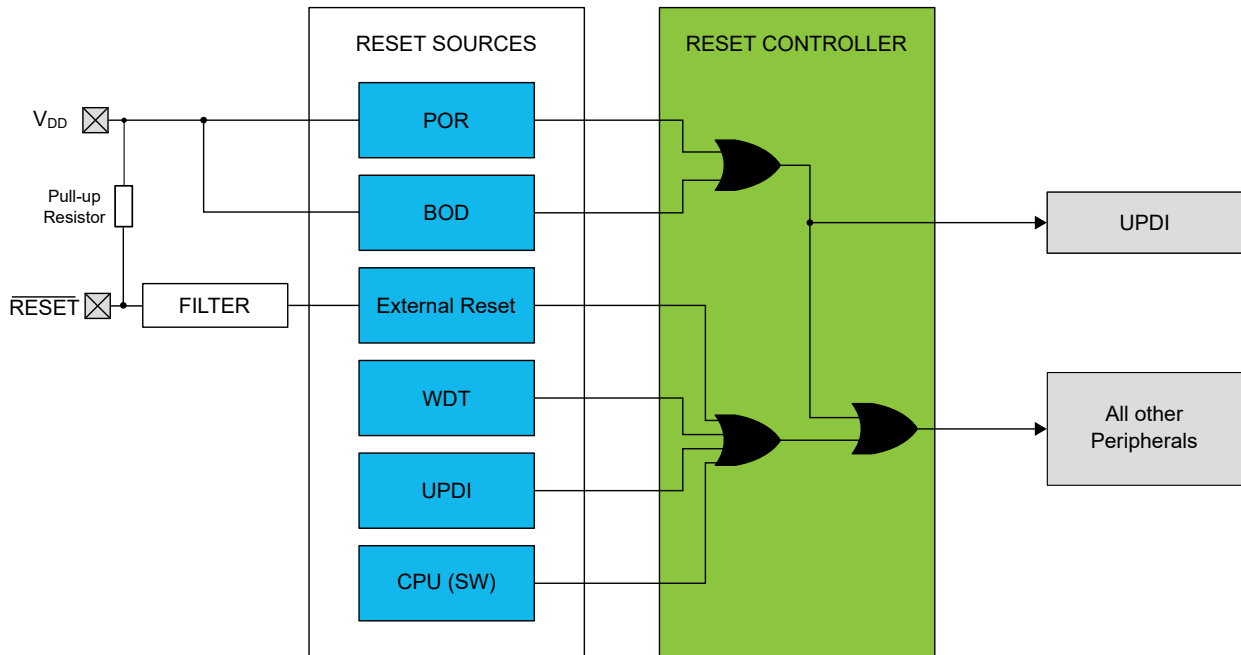 RESET SOURCES
RESET CONTROLLER
VDD
POR
Pull-up
Resistor
BOD
UPDI
RESET
FILTER
External Reset
WDT
All other
Peripherals
UPDI
CPU (SW)